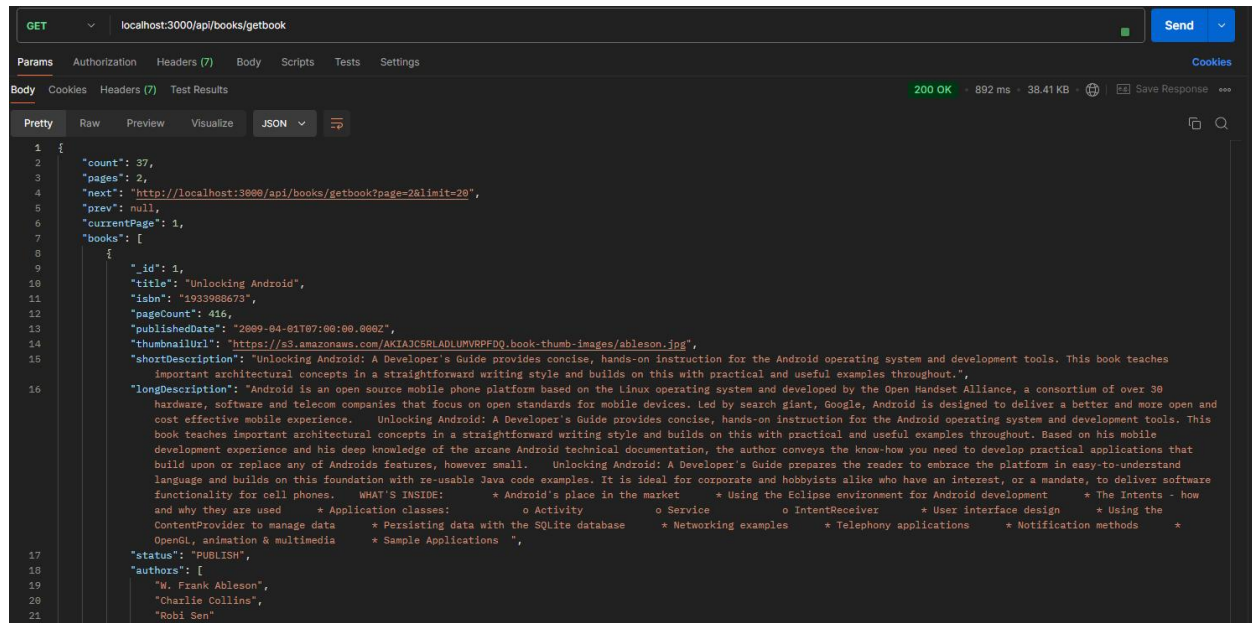 GET localhost:3000/api/books/getbook Send
Params Authorization Headers (7) Body Scripts Tests Settings Cookies
Body Cookies Headers (7) Test Results 200 OK 892 ms 38.41 KB Save Response
Pretty Raw Preview Visualize JSON
1 {
2 "count": 37,
3 "pages": 2,
4 "next": "http://localhost:3000/api/books/getbook?page=2&limit=20",
5 "prev": null,
6 "currentPage": 1,
7 "books": [
8 {
9 "_id": 1,
10 "title": "Unlocking Android",
11 "isbn": "1933988673",
12 "pageCount": 416,
13 "publishedDate": "2009-04-01T07:00:00.000Z",
14 "thumbnailUrl": "https://s3.amazonaws.com/AKIAJC5RLADLUMVRPFDQ.book-thumb-images/ableson.jpg",
15 "shortDescription": "Unlocking Android: A Developer's Guide provides concise, hands-on instruction for the Android operating system and development tools. This book teaches
important architectural concepts in a straightforward writing style and builds on this with practical and useful examples throughout.",
16 "longDescription": "Android is an open source mobile phone platform based on the Linux operating system and developed by the Open Handset Alliance, a consortium of over 30
hardware, software and telecom companies that focus on open standards for mobile devices. Led by search giant, Google, Android is designed to deliver a better and more open and
cost effective mobile experience. Unlocking Android: A Developer's Guide provides concise, hands-on instruction for the Android operating system and development tools. This
book teaches important architectural concepts in a straightforward writing style and builds on this with practical and useful examples throughout. Based on his mobile
development experience and his deep knowledge of the arcane Android technical documentation, the author conveys the know-how you need to develop practical applications that
build upon or replace any of Androids features, however small. Unlocking Android: A Developer's Guide prepares the reader to embrace the platform in easy-to-understand
language and builds on this foundation with re-usable Java code examples. It is ideal for corporate and hobbyists alike who have an interest, or a mandate, to deliver software
functionality for cell phones. WHAT'S INSIDE: * Android's place in the market * Using the Eclipse environment for Android development * The Intents - how
and why they are used * Application classes: o Activity o Service o IntentReceiver * User interface design * Using the
ContentProvider to manage data * Persisting data with the SQLite database * Networking examples * Telephony applications * Notification methods *
OpenGL, animation & multimedia * Sample Applications ",
17 "status": "PUBLISH",
18 "authors": [
19 "W. Frank Ableson",
20 "Charlie Collins",
21 "Robi Sen"